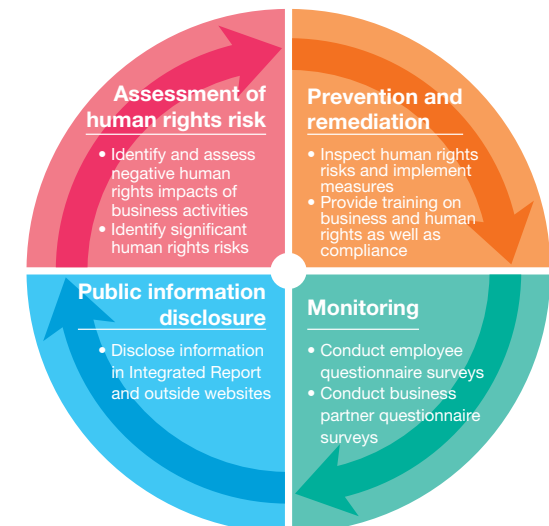 Assessment of
human rights risk
• Identify and assess
negative human
rights impacts of
business activities
• Identify significant
human rights risks
Prevention and
remediation
• Inspect human rights
risks and implement
measures
• Provide training on
business and human
rights as well as
compliance
Public information
disclosure
• Disclose information
in Integrated Report
and outside websites
Monitoring
• Conduct employee
questionnaire surveys
• Conduct business
partner questionnaire
surveys